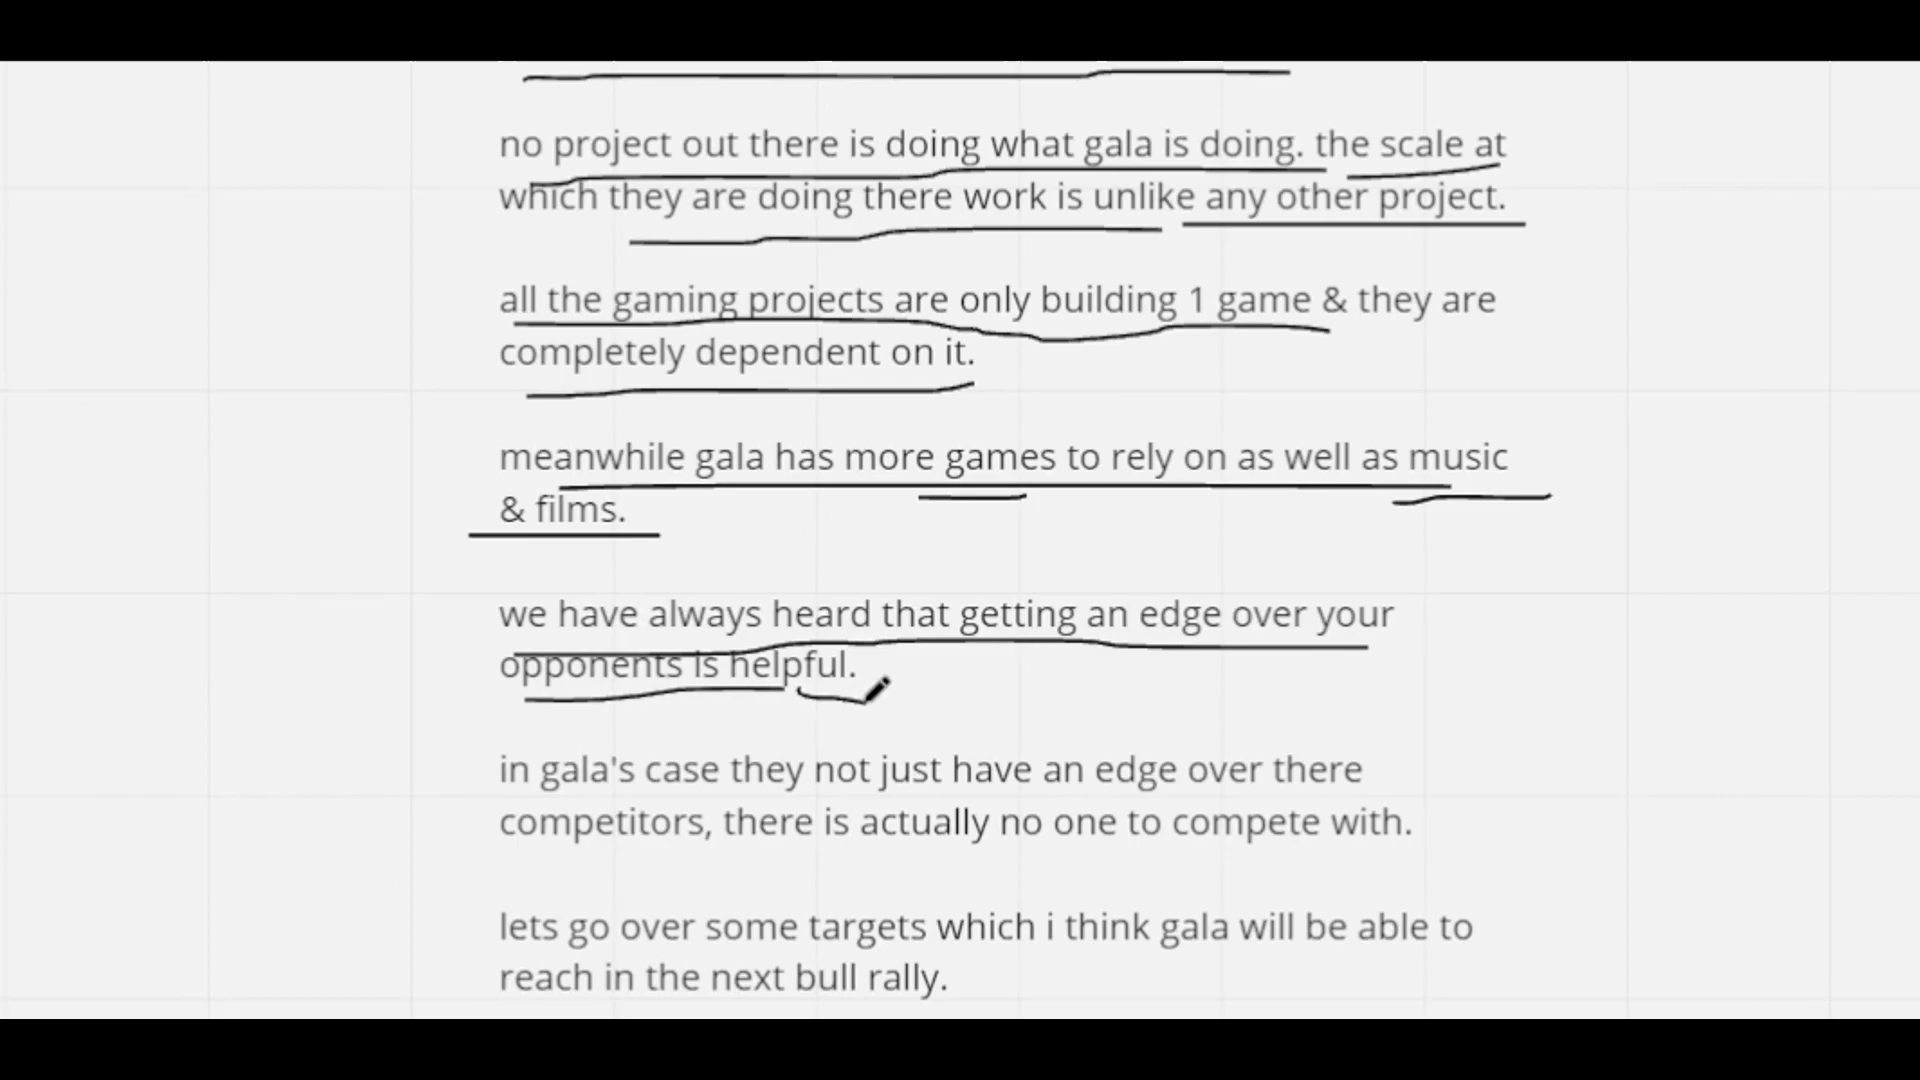 no project out there is doing what gala is doing. the scale at
which they are doing there work is unlike any other project.
all the gaming projects are only building 1 game & they are
completely dependent on it.
meanwhile gala has more games to rely on as well as music
& films.
we have always heard that getting an edge over your
opponents is helpful.
in gala's case they not just have an edge over there
competitors, there is actually no one to compete with.
lets go over some targets which i think gala will be able to
reach in the next bull rally.